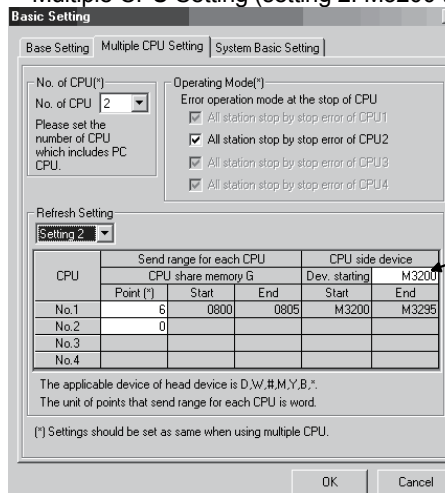 Multiple CPU Setting (setting 2: M3200
Basic Setting
Base Setting Multiple CPU Setting System Basic Setting
No. of CPU(*)
No. of CPU 2
Please set the
number of CPU
which includes PC
CPU.
Operating Mode(*)
Error operation mode at the stop of CPU
All station stop by stop error of CPU1
All station stop by stop error of CPU2
All station stop by stop error of CPU3
All station stop by stop error of CPU4
Refresh Setting
Setting 2
CPU Send range for each CPU CPU side device
CPU share memory G Dev. starting M3200
Point (*) Start End Start End
No.1 6 0800 0805 M3200 M3295
No.2 0
No.3
No.4
The applicable device of head device is D,W,#,M,Y,B,*.
The unit of points that send range for each CPU is word.
(*) Settings should be set as same when using multiple CPU.
OK Cancel